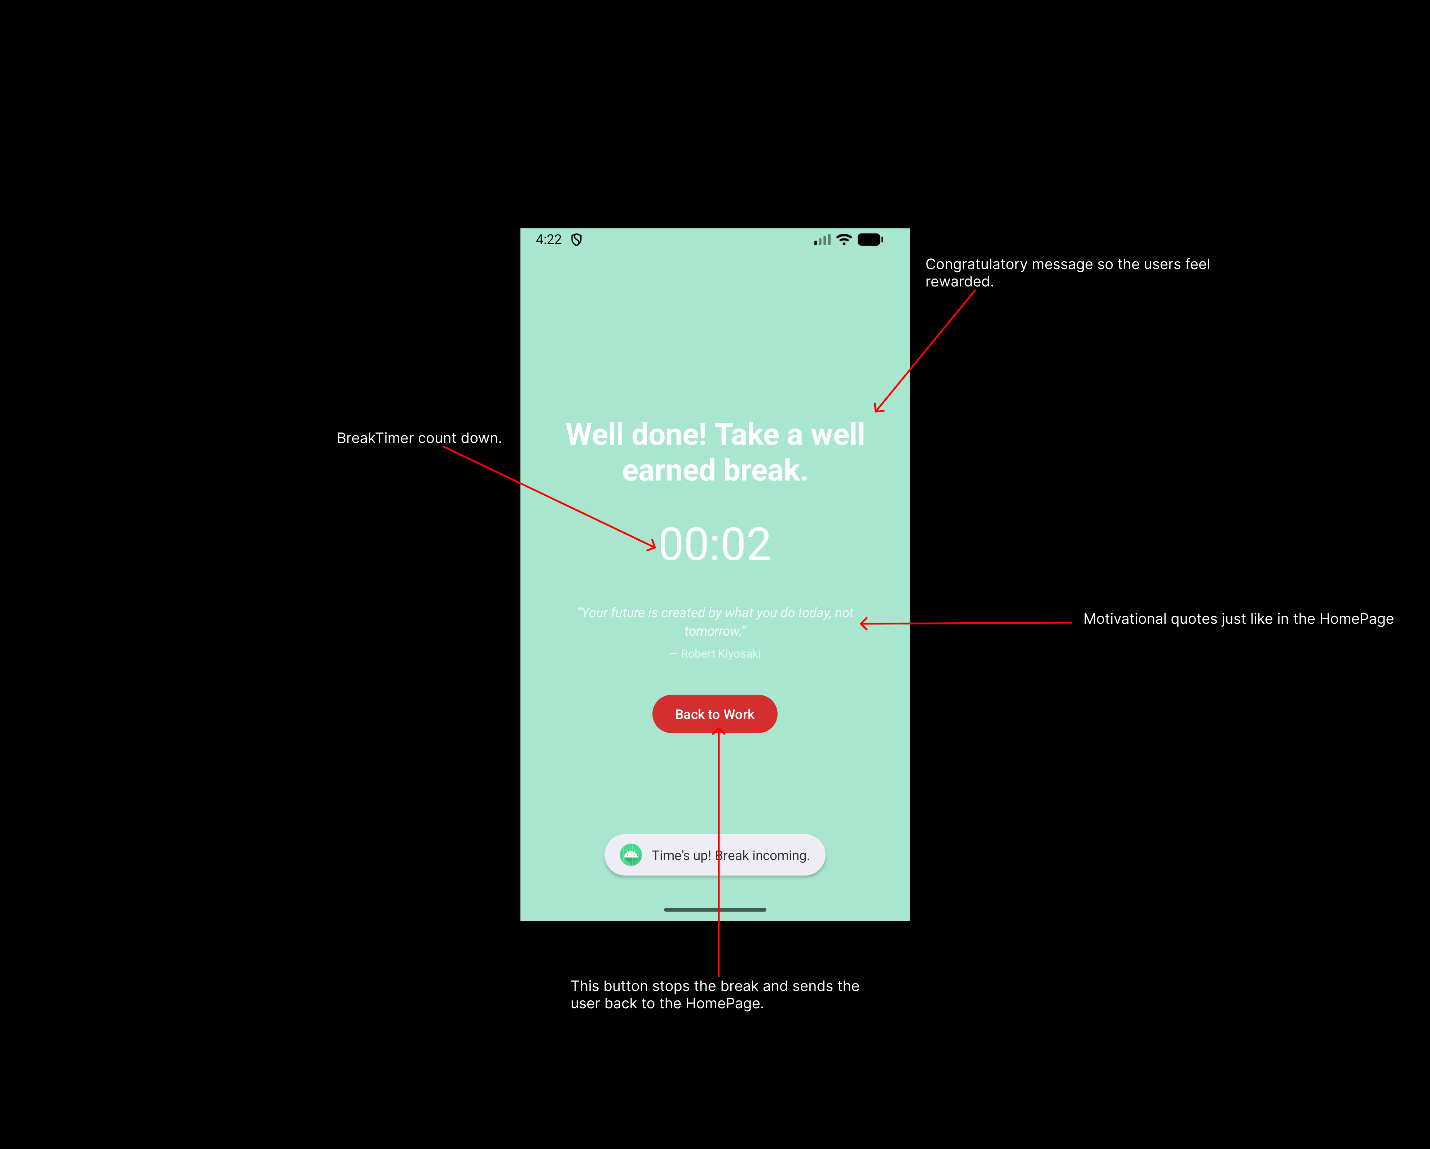 4:22
Congratulatory message so the users feel
rewarded.
Well done! Take a well
earned break.
BreakTimer count down.
00:02
"Your future is created by what you do today, not
tomorrow."
— Robert Kiyosaki
Motivational quotes just like in the HomePage
Back to Work
Time's up! Break incoming.
This button stops the break and sends the
user back to the HomePage.